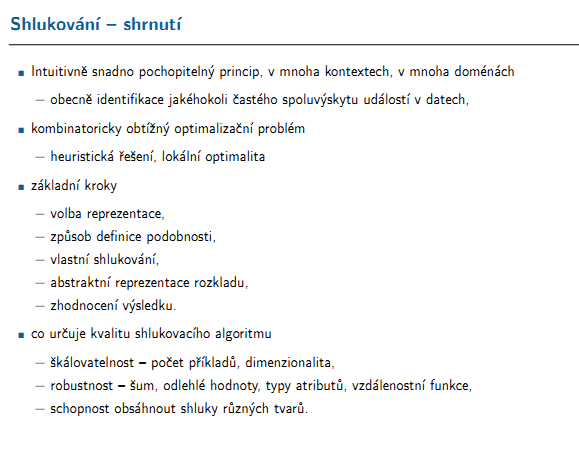 Shlukování – shrnutí
▪ Intuitivně snadno pochopitelný princip, v mnoha kontextech, v mnoha doménách
– obecně identifikace jakéhokoli častého spoluvýskytu událostí v datech,
▪ kombinatoricky obtížný optimalizační problém
– heuristická řešení, lokální optimalita
▪ základní kroky
– volba reprezentace,
– způsob definice podobnosti,
– vlastní shlukování,
– abstraktní reprezentace rozkladu,
– zhodnocení výsledku.
▪ co určuje kvalitu shlukovacího algoritmu
– škálovatelnost – počet příkladů, dimenzionalita,
– robustnost – šum, odlehlé hodnoty, typy atributů, vzdálenostní funkce,
– schopnost obsáhnout shluky různých tvarů.